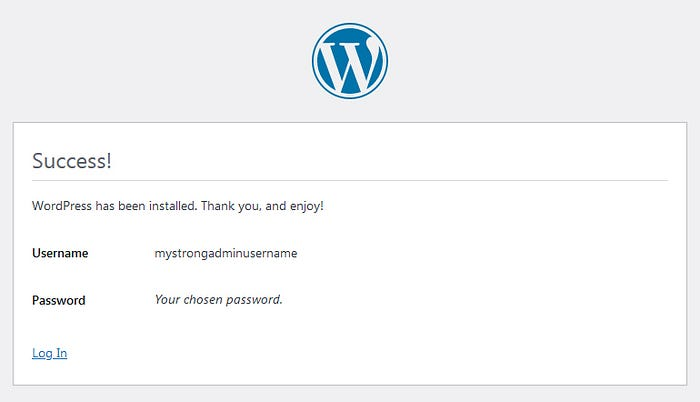 Success!
WordPress has been installed. Thank you, and enjoy!
Username mystrongadminusername
Password Your chosen password.
Log In